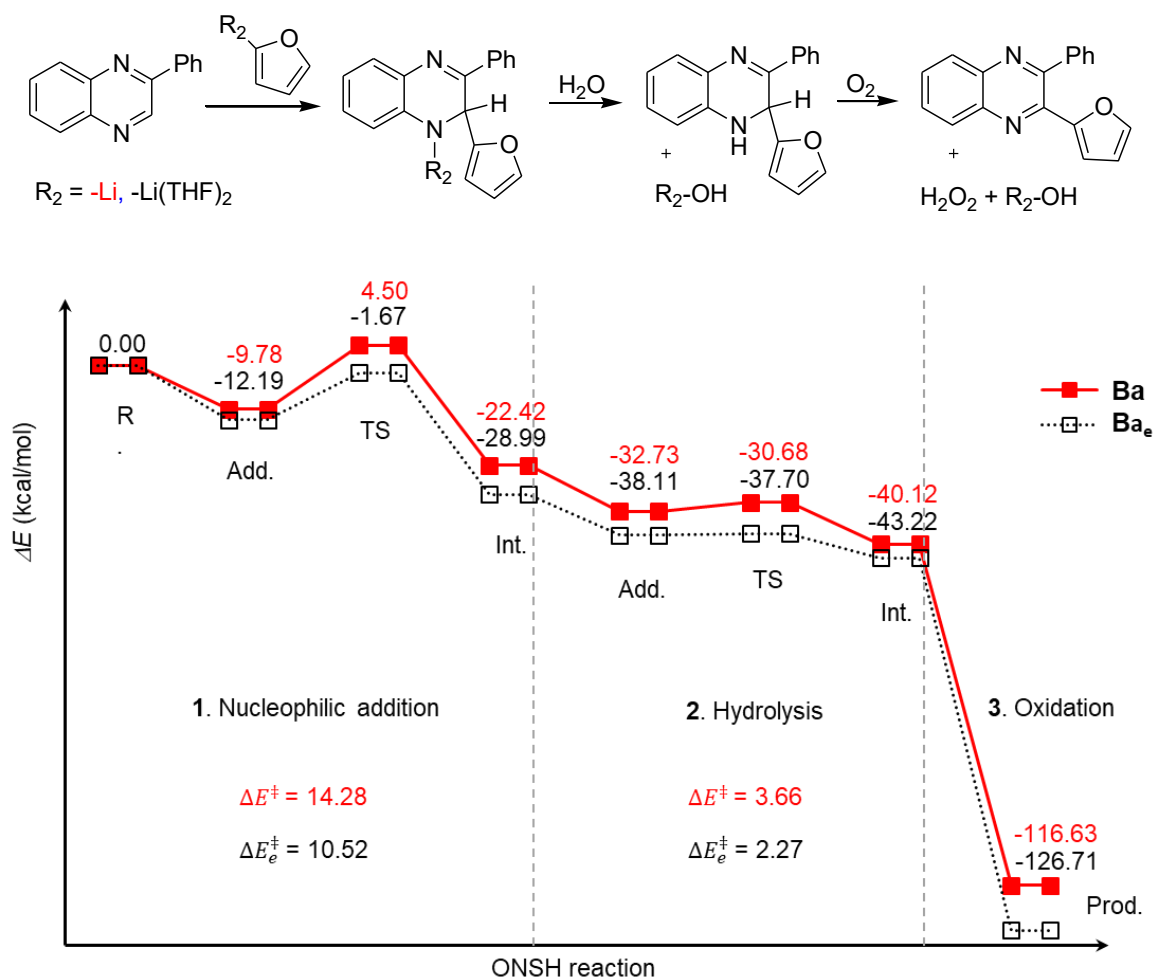 R2
O
N
Ph
N
N
Ph
H
N
R2
O
H2O
N
Ph
H
N
H
O
O2
N
Ph
N
O
R2 = -Li, -Li(THF)2
+
R2-OH
+
H2O2 + R2-OH
ΔE (kcal/mol)
0.00
R
.
-9.78
-12.19
Add.
4.50
-1.67
TS
-22.42
-28.99
Int.
-32.73
-38.11
Add.
-30.68
-37.70
TS
-40.12
-43.22
Int.
Ba
Bae
1. Nucleophilic addition
2. Hydrolysis
3. Oxidation
ΔE‡ = 14.28
ΔEe‡ = 10.52
ΔE‡ = 3.66
ΔEe‡ = 2.27
-116.63
-126.71
Prod.
ONSH reaction